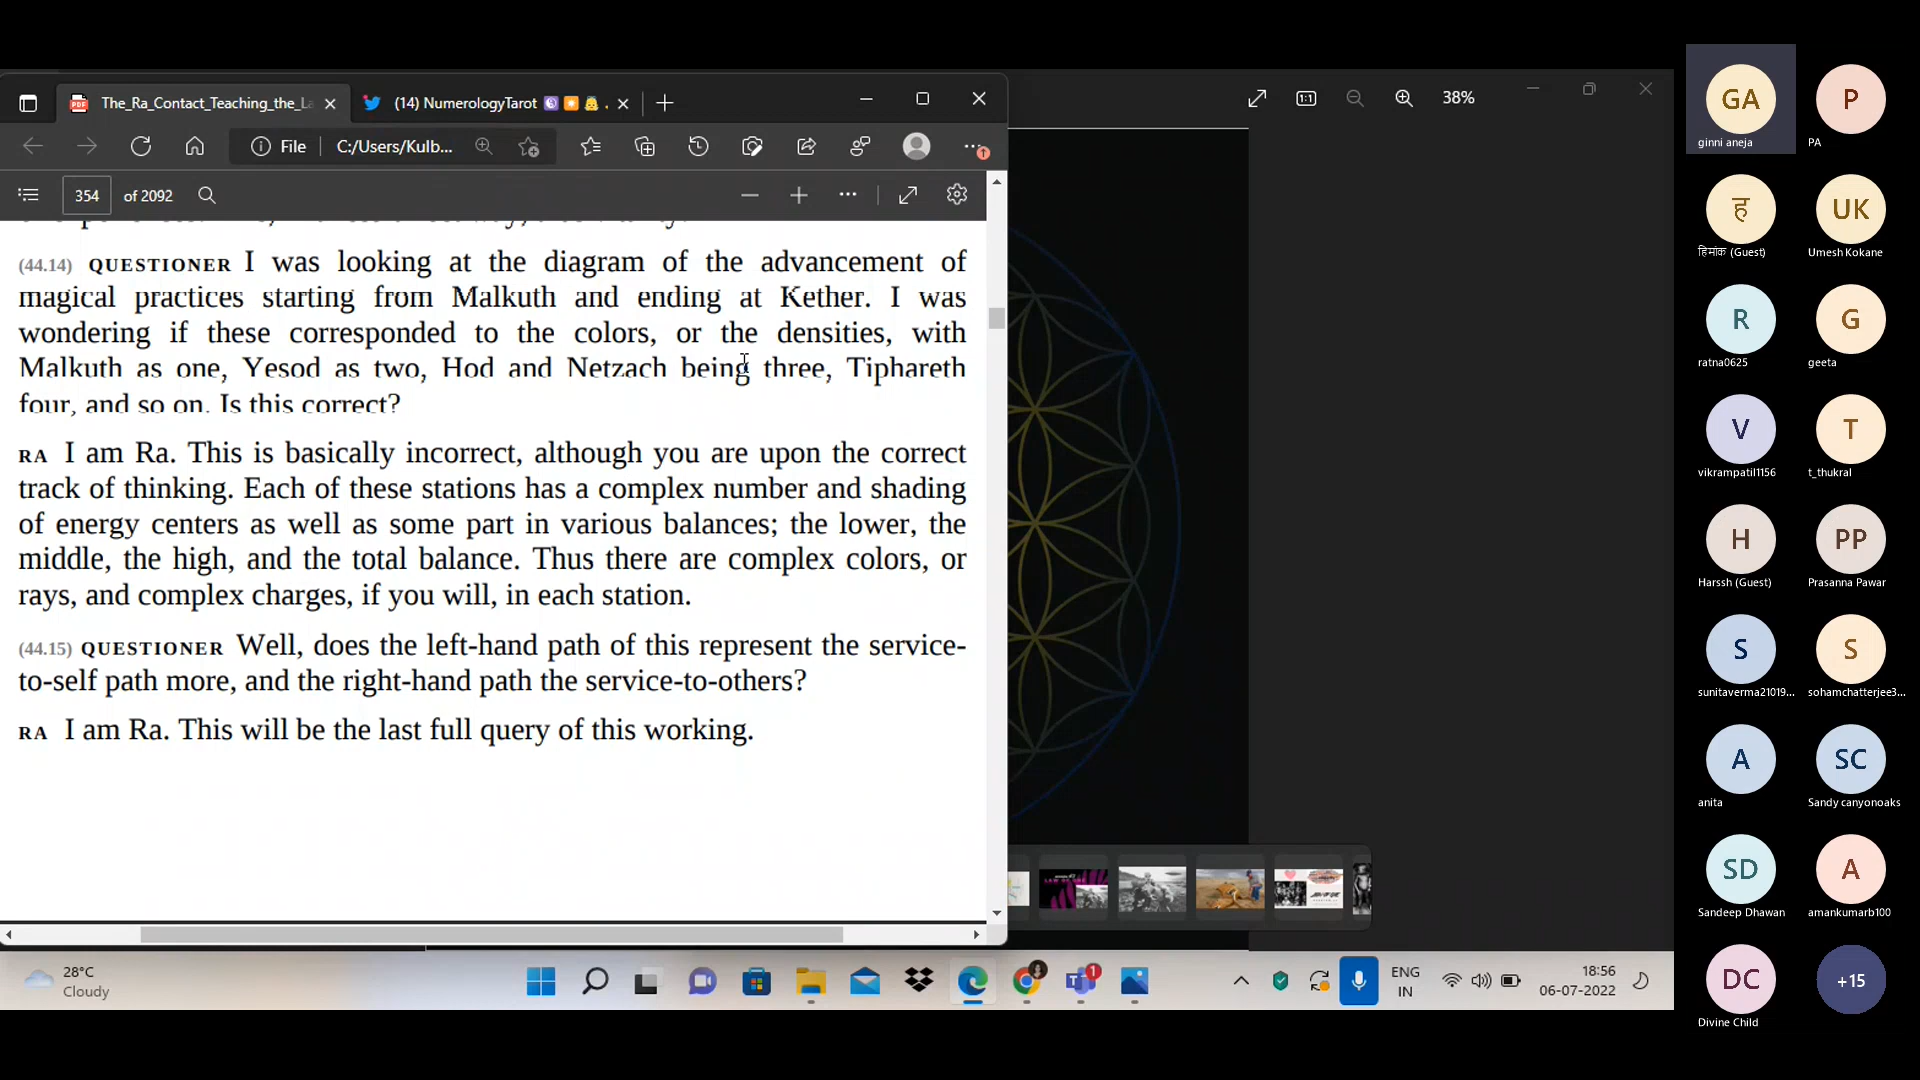 The_Ra_Contact_Teaching_the_La
(14) NumerologyTarot
38%
File
C:/Users/Kulb...
354 of 2092
(44.14) QUESTIONER I was looking at the diagram of the advancement of
magical practices starting from Malkuth and ending at Kether. I was
wondering if these corresponded to the colors, or the densities, with
Malkuth as one, Yesod as two, Hod and Netzach being three, Tiphareth
four, and so on. Is this correct?
RA I am Ra. This is basically incorrect, although you are upon the correct
track of thinking. Each of these stations has a complex number and shading
of energy centers as well as some part in various balances; the lower, the
middle, the high, and the total balance. Thus there are complex colors, or
rays, and complex charges, if you will, in each station.
(44.15) QUESTIONER Well, does the left-hand path of this represent the service-
to-self path more, and the right-hand path the service-to-others?
RA I am Ra. This will be the last full query of this working.
28°C
Cloudy
1
ENG
IN
18:56
06-07-2022
GA
ginni aneja
P
PA
ह
हिमांक (Guest)
UK
Umesh Kokane
R
ratna0625
G
geeta
V
vikrampatil1156
T
t_thukral
H
Harssh (Guest)
PP
Prasanna Pawar
S
sunitaverma21019...
S
sohamchatterjee3...
A
anita
SC
Sandy canyonoaks
SD
Sandeep Dhawan
A
amankumarb100
DC
Divine Child
+15